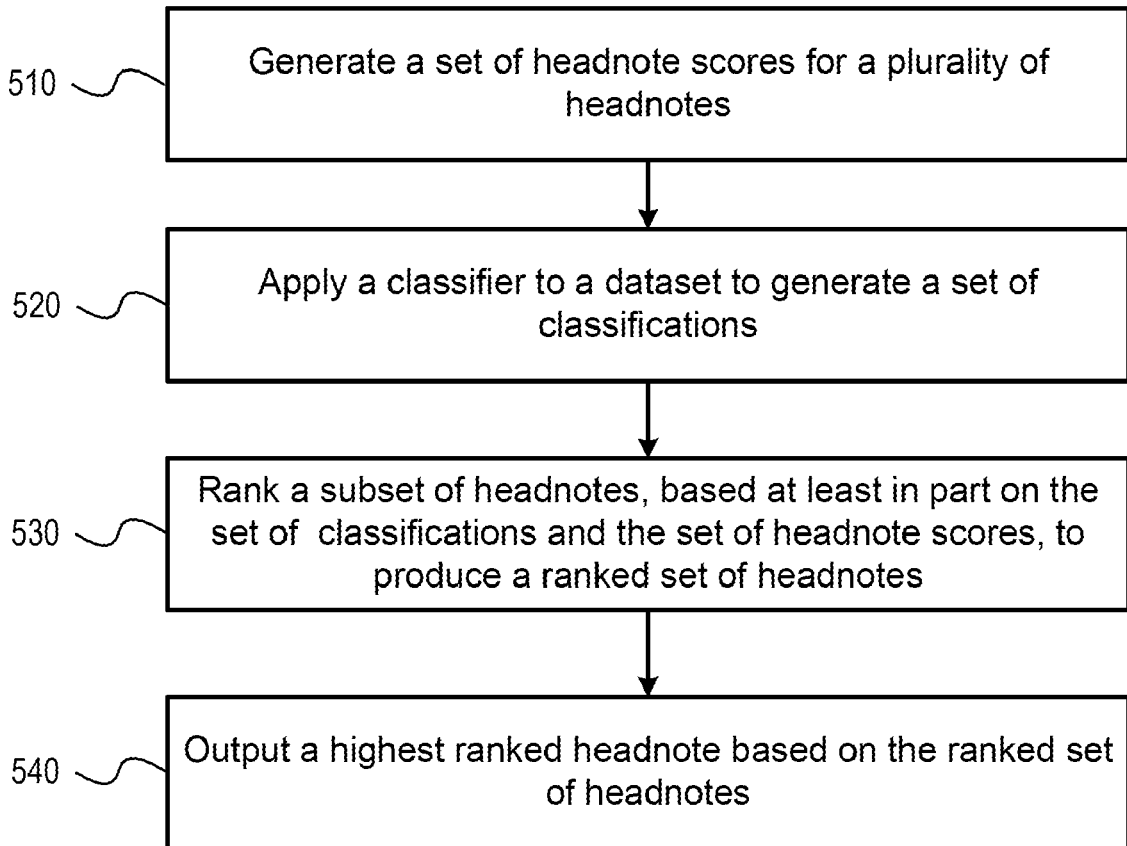 510
Generate a set of headnote scores for a plurality of
headnotes
520
Apply a classifier to a dataset to generate a set of
classifications
530
Rank a subset of headnotes, based at least in part on the
set of classifications and the set of headnote scores, to
produce a ranked set of headnotes
540
Output a highest ranked headnote based on the ranked set
of headnotes